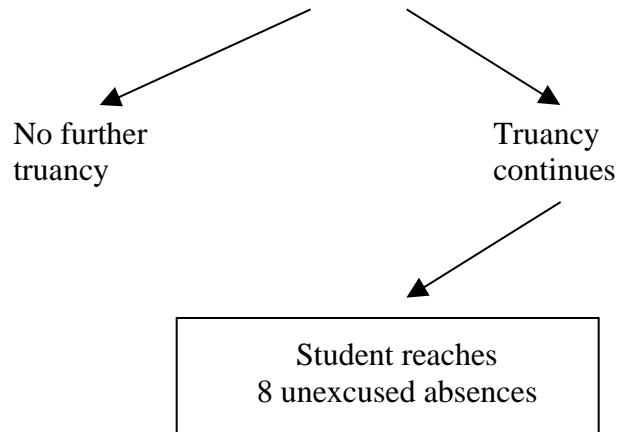 No further
truancy
Truancy
continues
Student reaches
8 unexcused absences